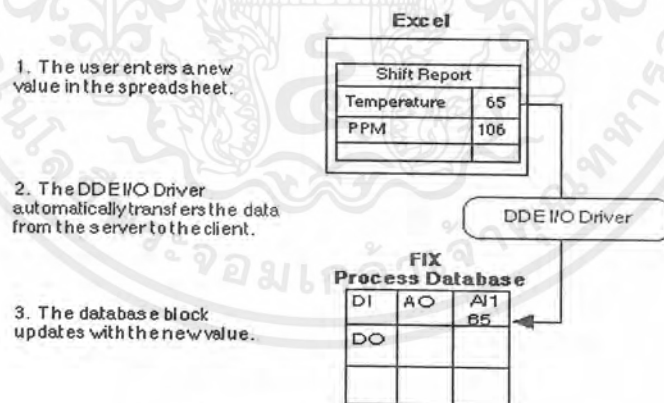 Excel
1. The user enters a new
value in the spreadsheet.
Shift Report
Temperature 65
PPM 106
2. The DDE I/O Driver
automatically transfers the data
from the server to the client.
DDE I/O Driver
FIX
Process Database
DI AO AI1
65
3. The database block
updates with the new value.
DO